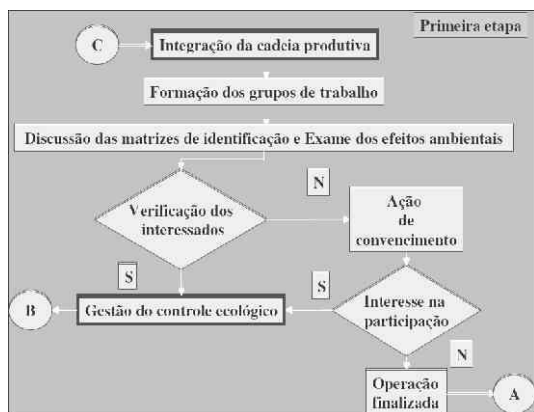 Primeira etapa
C
Integração da cadeia produtiva
Formação dos grupos de trabalho
Discussão das matrizes de identificação e Exame dos efeitos ambientais
Verificação dos
interessados
N
Ação
de
convencimento
S
Gestão do controle ecológico
B
S
Interesse na
participação
N
Operação
finalizada
A